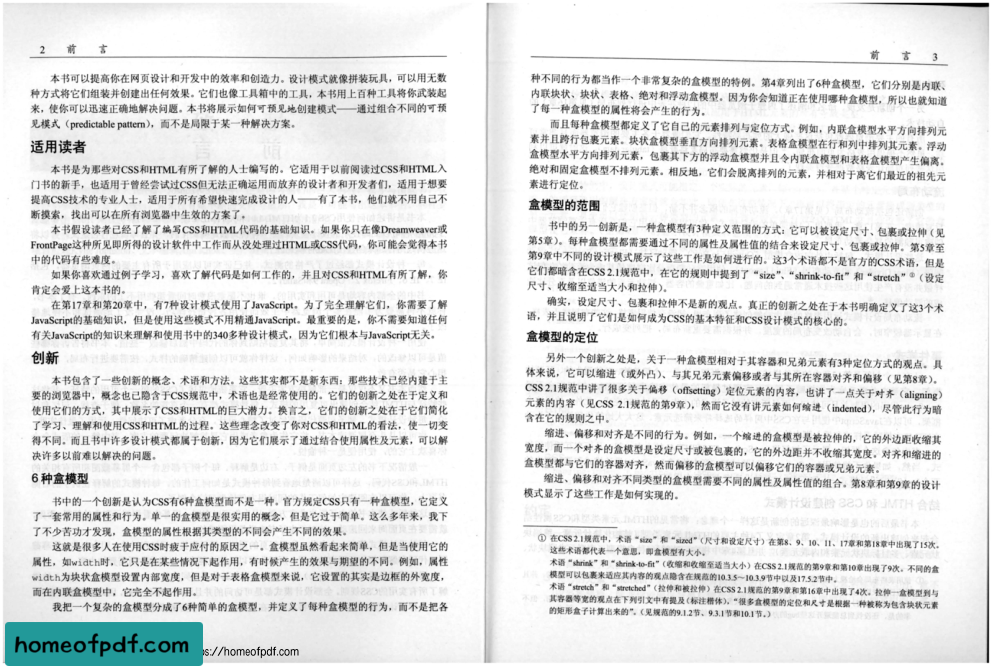 2 前 言
本书可以提高你在网页设计和开发中的效率和创造力。设计模式就像拼装玩具，可以用无数
种方式将它们组装并创建出任何效果。它们也像工具箱中的工具，本书用上百种工具将你武装起
来，使你可以迅速正确地解决问题。本书将展示如何可预见地创建模式——通过组合不同的可预
见模式（predictable pattern），而不是局限于某一种解决方案。
适用读者
本书是为那些对CSS和HTML有所了解的人士编写的。它适用于以前阅读过CSS和HTML入
门书的新手，也适用于曾经尝试过CSS但无法正确运用而放弃的设计者和开发者们，适用于想要
提高CSS技术的专业人士，适用于所有希望快速完成设计的人——有了本书，他们就不用自己不
断摸索，找出可以在所有浏览器中生效的方案了。
本书假设读者已经了解了编写CSS和HTML代码的基础知识。如果你只在像Dreamweaver或
FrontPage这种所见即所得的设计软件中工作而从没处理过HTML或CSS代码，你可能会觉得本书
中的代码有些难度。
如果你喜欢通过例子学习，喜欢了解代码是如何工作的，并且对CSS和HTML有所了解，你
肯定会爱上这本书的。
在第17章和第20章中，有7种设计模式使用了JavaScript。为了完全理解它们，你需要了解
JavaScript的基础知识，但是使用这些模式不用精通JavaScript。最重要的是，你不需要知道任何
有关JavaScript的知识来理解和使用书中的340多种设计模式，因为它们根本与JavaScript无关。
创新
本书包含了一些创新的概念、术语和方法。这些其实都不是新东西：那些技术已经内建于主
要的浏览器中，概念也已隐含于CSS规范中，术语也是经常使用的。它们的创新之处在于定义和
使用它们的方式，其中展示了CSS和HTML的巨大潜力。换言之，它们的创新之处在于它们简化
了学习、理解和使用CSS和HTML的过程。这些理念改变了你对CSS和HTML的看法，使一切变
得不同。而且书中许多设计模式都属于创新，因为它们展示了通过结合使用属性及元素，可以解
决许多以前难以解决的问题。
6种盒模型
书中的一个创新是认为CSS有6种盒模型而不是一种。官方规定CSS只有一种盒模型，它定义
了一套常用的属性和行为。单一的盒模型是很实用的概念，但是它过于简单。这么多年来，我下
了不少苦功才发现，盒模型的属性根据其类型的不同会产生不同的效果。
这就是很多人在使用CSS时疲于应付的原因之一。盒模型虽然看起来简单，但是当使用它的
属性，如width时，它只是在某些情况下起作用，有时候产生的效果与期望的不同。例如，属性
width为块状盒模型设置内部宽度，但是对于表格盒模型来说，它设置的其实是边框的外宽度，
而在内联盒模型中，它完全不起作用。
我把一个复杂的盒模型分成了6种简单的盒模型，并定义了每种盒模型的行为，而不是把各
homeofpdf.com
ps://homeofpdf.com
前 言 3
种不同的行为都当作一个非常复杂的盒模型的特例。第4章列出了6种盒模型，它们分别是内联、
内联块状、块状、表格、绝对和浮动盒模型。因为你会知道正在使用哪种盒模型，所以也就知道
了每一种盒模型的属性将会产生的行为。
而且每种盒模型都定义了它自己的元素排列与定位方式。例如，内联盒模型水平方向排列元
素并且跨行包裹元素。块状盒模型垂直方向排列元素。表格盒模型在行和列中排列其元素。浮动
盒模型水平方向排列元素，包裹其下方的浮动盒模型并且令内联盒模型和表格盒模型产生偏离。
绝对和固定盒模型不排列元素。相反地，它们会脱离排列的元素，并相对于离它们最近的祖先元
素进行定位。
盒模型的范围
书中的另一创新是，一种盒模型有3种定义范围的方式：它可以被设定尺寸、包裹或拉伸（见
第5章）。每种盒模型都需要通过不同的属性及属性值的结合来设定尺寸、包裹或拉伸。第5章至
第9章中不同的设计模式展示了这些工作是如何进行的。这3个术语都不是官方的CSS术语，但是
它们都暗含在CSS 2.1规范中，在它的规则中提到了“size”、“shrink-to-fit”和“stretch”①（设定
尺寸、收缩至适当大小和拉伸）。
确实，设定尺寸、包裹和拉伸不是新的观点。真正的创新之处在于本书明确定义了这3个术
语，并且说明了它们是如何成为CSS的基本特征和CSS设计模式的核心的。
盒模型的定位
另外一个创新之处是，关于一种盒模型相对于其容器和兄弟元素有3种定位方式的观点。具
体来说，它可以缩进（或外凸）、与其兄弟元素偏移或者与其所在容器对齐和偏移（见第8章）。
CSS 2.1规范中讲了很多关于偏移（offsetting）定位元素的内容，也讲了一点关于对齐（aligning）
元素的内容（见CSS 2.1规范的第9章），然而它没有讲元素如何缩进（indented），尽管此行为暗
含在它的规则之中。
缩进、偏移和对齐是不同的行为。例如，一个缩进的盒模型是被拉伸的，它的外边距收缩其
宽度，而一个对齐的盒模型是设定尺寸或被包裹的，它的外边距并不收缩其宽度。对齐和缩进的
盒模型都与它们的容器对齐，然而偏移的盒模型可以偏移它们的容器或兄弟元素。
缩进、偏移和对齐不同类型的盒模型需要不同的属性及属性值的组合。第8章和第9章的设计
模式显示了这些工作是如何实现的。
① 在CSS 2.1规范中，术语“size”和“sized”（尺寸和设定尺寸）在第8、9、10、11、17章和第18章中出现了15次，
这些术语都代表一个意思，即盒模型有大小。
术语“shrink”和“shrink-to-fit”（收缩和收缩至适当大小）在CSS 2.1规范的第9章和第10章出现了9次。不同的盒
模型可以包裹来适应其内容的观点隐含在规范的10.3.5～10.3.9节中以及17.5.2节中。
术语“stretch”和“stretched”（拉伸和被拉伸）在CSS 2.1规范的第9章和第16章中出现了4次。拉伸一盒模型到与
其容器等宽的观点在下列引文中有提及（标注楷体），“很多盒模型的定位和尺寸是根据一种被称为包含块状元素
的矩形盒子计算出来的”。（见规范的9.1.2节、9.3.1节和10.1节。）